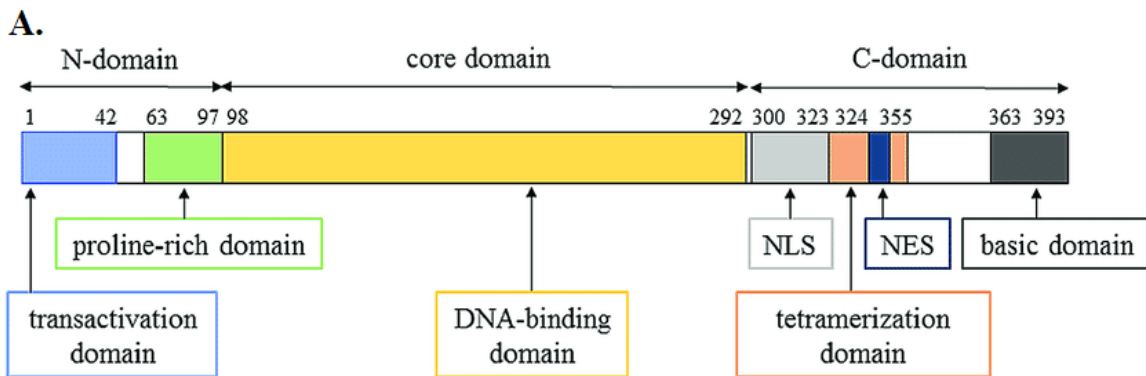 A.
N-domain core domain C-domain
1 42 63 97 98 292 300 323 324 355 363 393
proline-rich domain NLS NES basic domain
transactivation
domain
DNA-binding
domain
tetramerization
domain